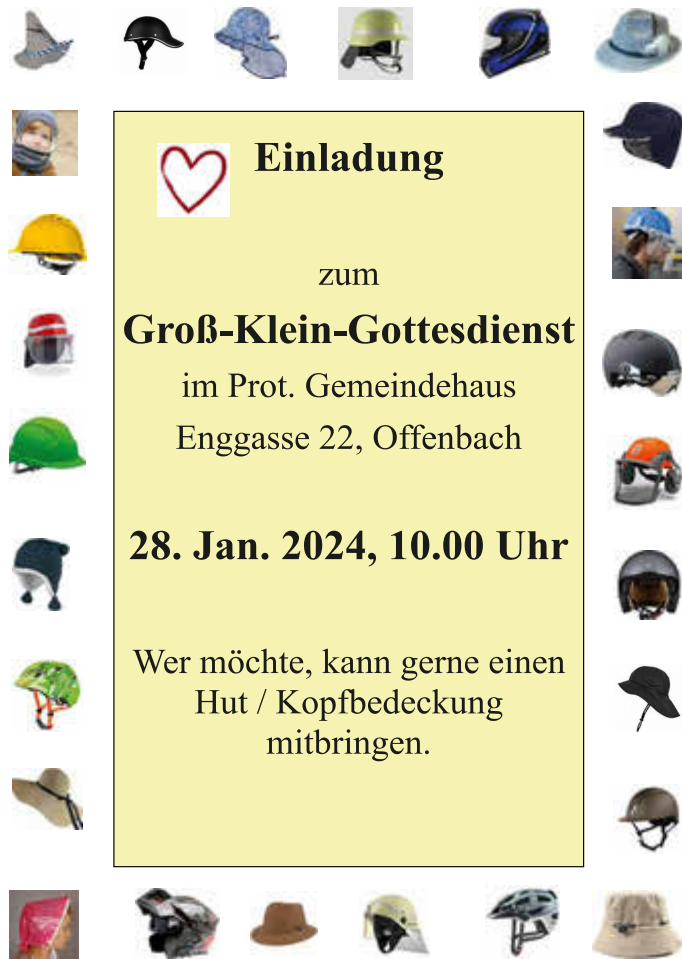 Einladung
zum
Groß-Klein-Gottesdienst
im Prot. Gemeindehaus
Enggasse 22, Offenbach
28. Jan. 2024, 10.00 Uhr
Wer möchte, kann gerne einen
Hut / Kopfbedeckung
mitbringen.